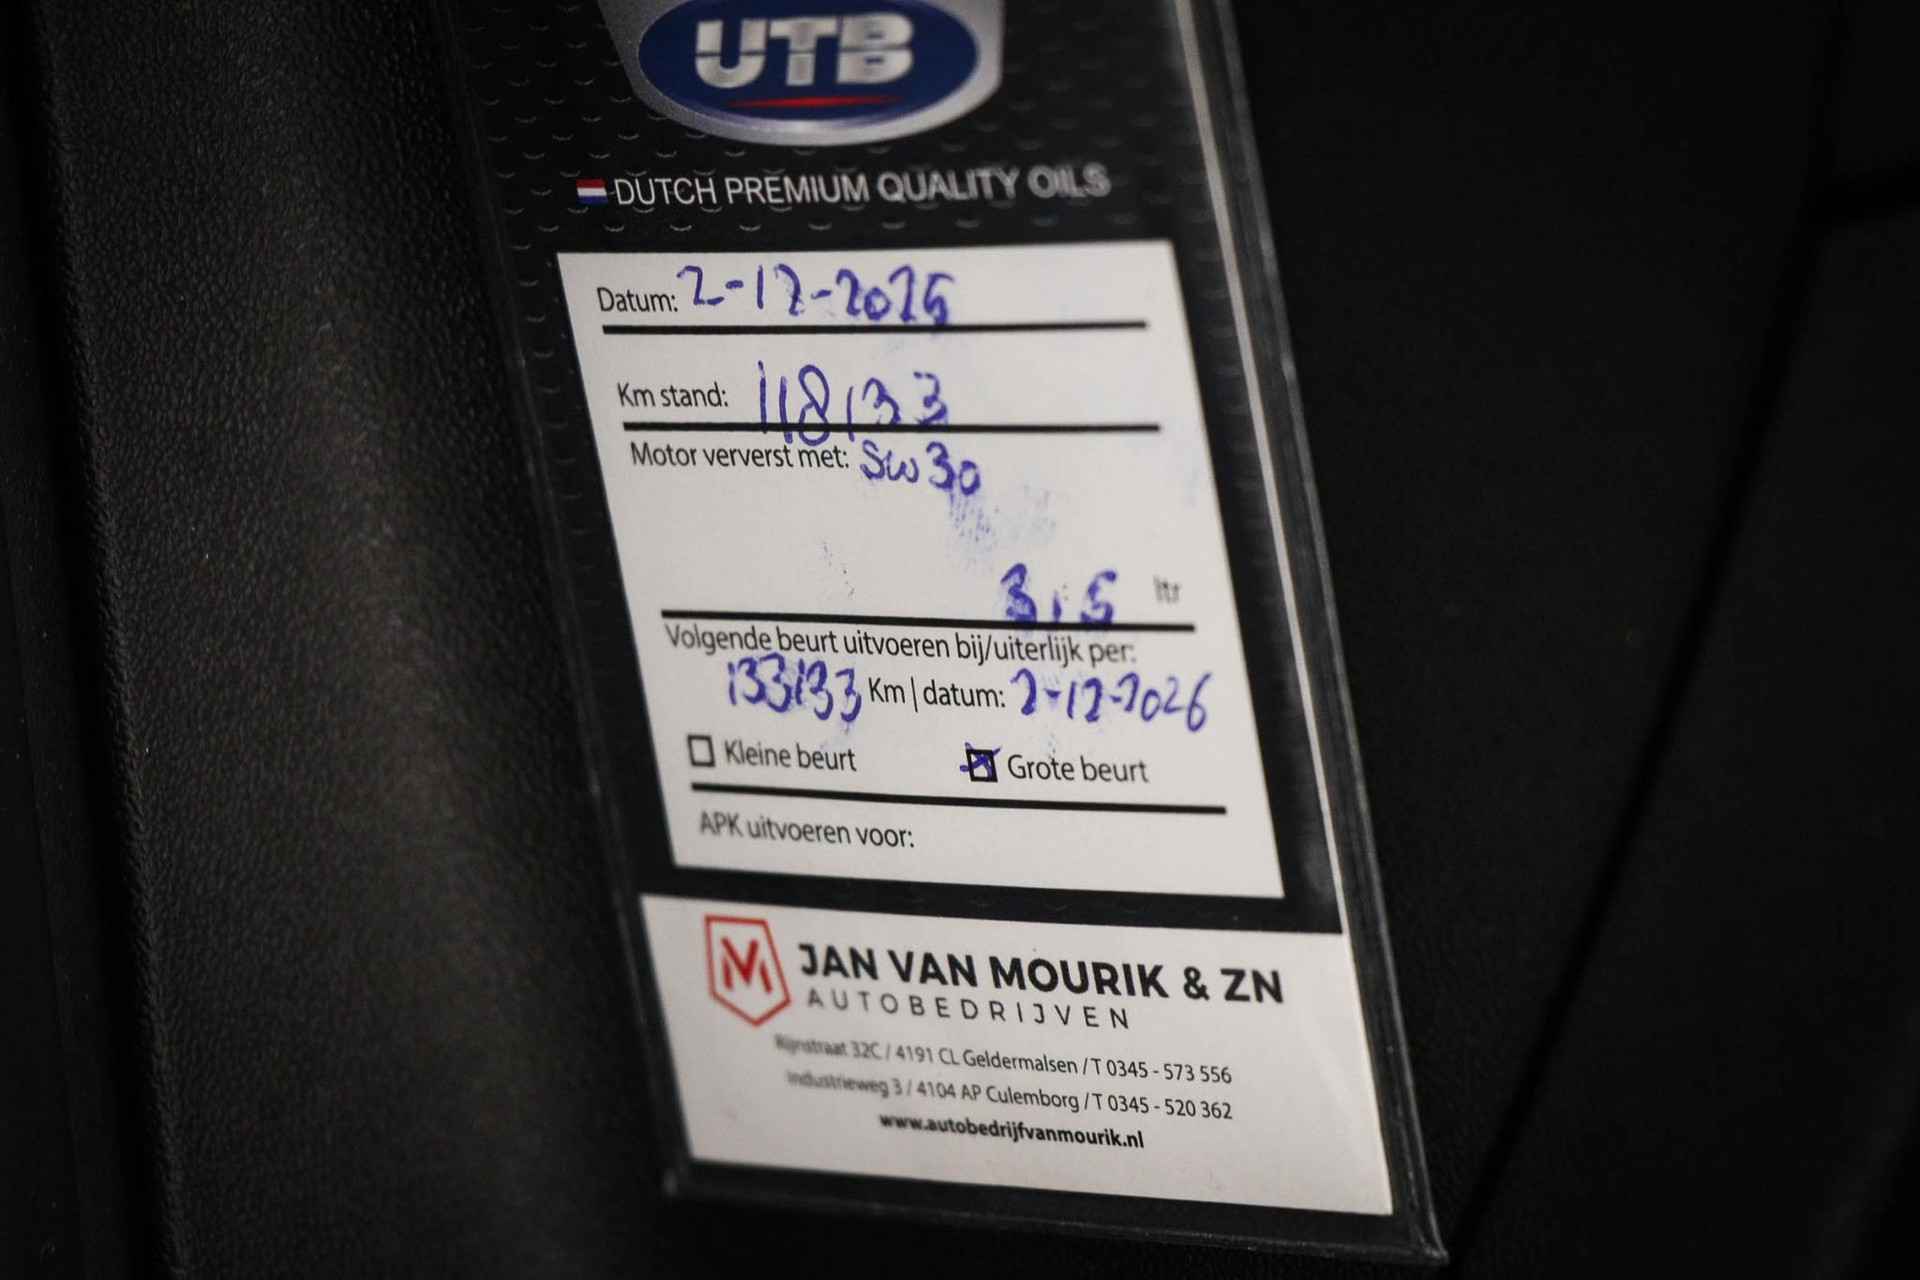 UTB
DUTCH PREMIUM QUALITY OILS
Datum: 2-12-2025
Km stand: 118133
Motor ververst met: 5w30
3,5 ltr
Volgende beurt uitvoeren bij/uiterlijk per:
133133 Km | datum: 2-12-2026
Kleine beurt Grote beurt
APK uitvoeren voor:
JAN VAN MOURIK & ZN
AUTOBEDRIJVEN
Rijnstraat 32C / 4191 CL Geldermalsen / T 0345 - 573 556
Industrieweg 3 / 4104 AP Culemborg / T 0345 - 520 362
www.autobedrijfvanmourik.nl